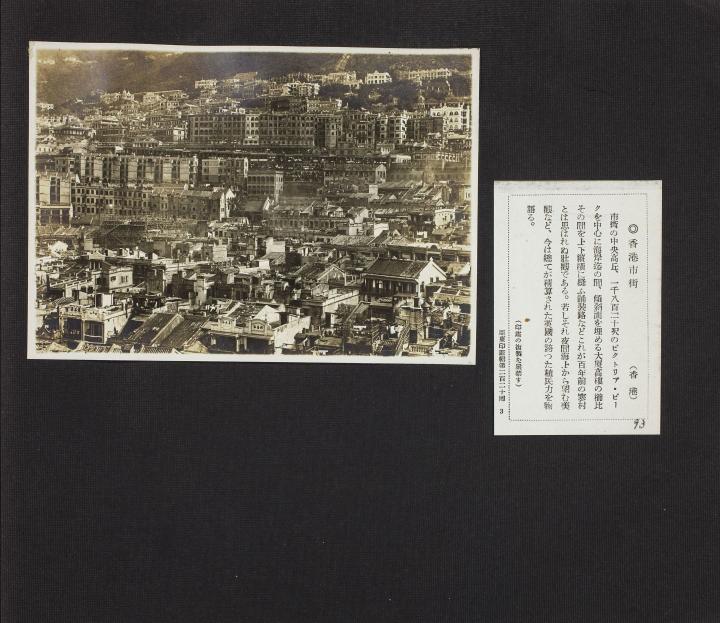 ◎香港市街 （香港）
市街の中央高丘、一千八百二十呎のビクトリア・ピー
クを中心に海岸迄の間、傾斜面を埋める大厦高樓の櫛比
その間を上下縱横に縫ふ舗裝路などこれが百年前の寒村
とは思はれぬ壯觀である。若しそれ夜間海上から望む美
觀など、今は總てが清算された英國の誇つた植民力を物
語る。
（印畫の複製を嚴禁す）
亞東印畫輯第二百二十回 3
93